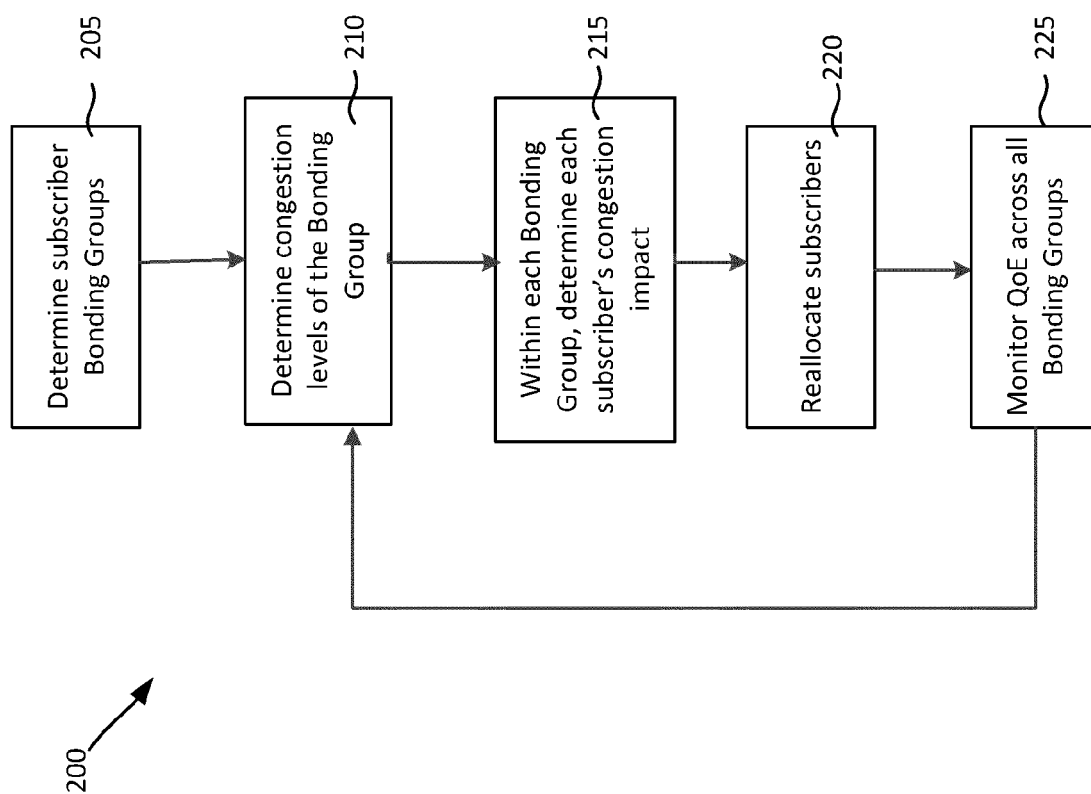 200
Determine subscriber
Bonding Groups
205
Determine congestion
levels of the Bonding
Group
210
Within each Bonding
Group, determine each
subscriber's congestion
impact
215
Reallocate subscribers
220
Monitor QoE across all
Bonding Groups
225